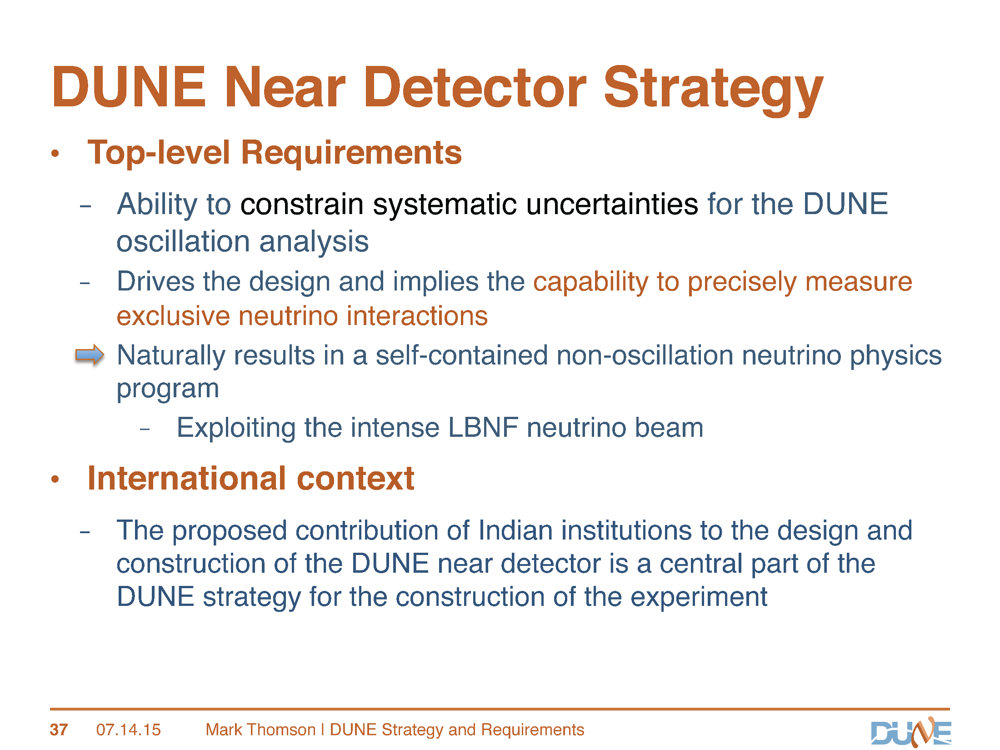 DUNE Near Detector Strategy
• Top-level Requirements
– Ability to constrain systematic uncertainties for the DUNE
oscillation analysis
– Drives the design and implies the capability to precisely measure
exclusive neutrino interactions
Naturally results in a self-contained non-oscillation neutrino physics
program
– Exploiting the intense LBNF neutrino beam
• International context
– The proposed contribution of Indian institutions to the design and
construction of the DUNE near detector is a central part of the
DUNE strategy for the construction of the experiment
37 07.14.15 Mark Thomson | DUNE Strategy and Requirements
DUNE